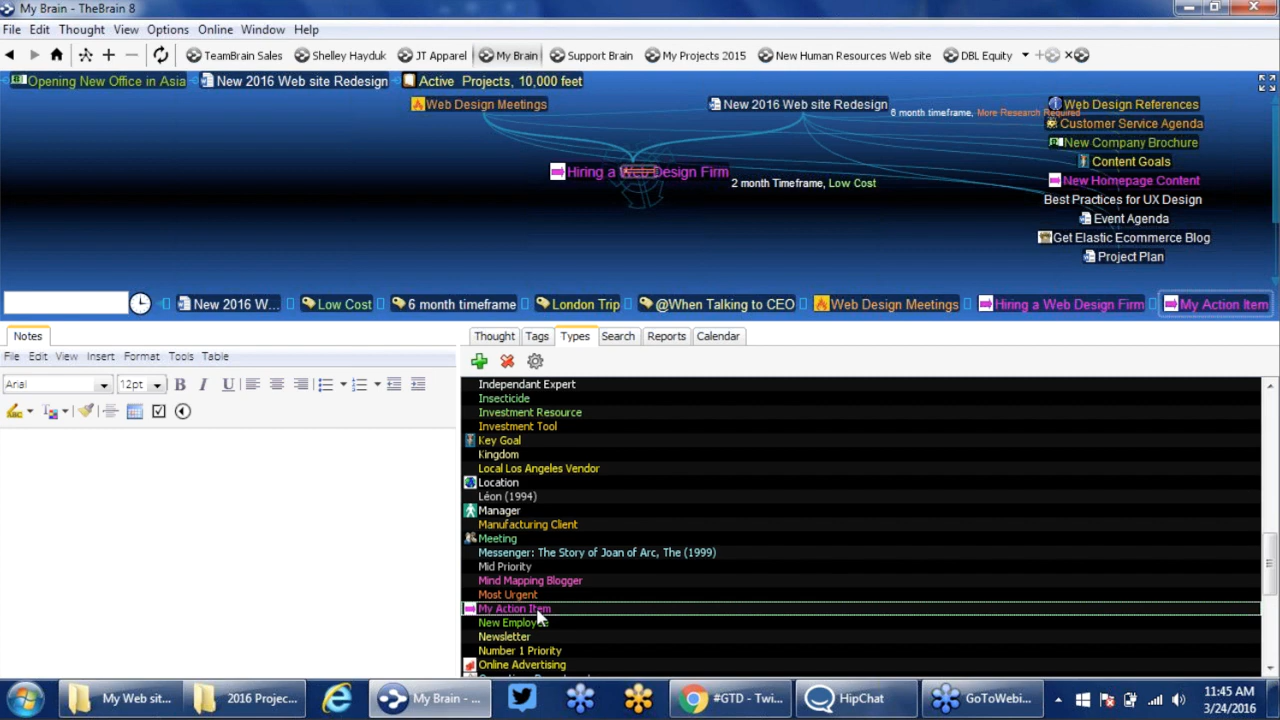 My Brain - TheBrain 8
File Edit Thought View Options Online Window Help
TeamBrain Sales Shelley Hayduk JT Apparel My Brain Support Brain My Projects 2015 New Human Resources Web site DBL Equity
Opening New Office in Asia New 2016 Web site Redesign Active Projects, 10,000 feet
Web Design Meetings New 2016 Web site Redesign Web Design References
6 month timeframe, More Research Required
Customer Service Agenda
New Company Brochure
Content Goals
Hiring a Web Design Firm New Homepage Content
2 month Timeframe, Low Cost
Best Practices for UX Design
Event Agenda
Get Elastic Ecommerce Blog
Project Plan
New 2016 W... Low Cost 6 month timeframe London Trip @When Talking to CEO Web Design Meetings Hiring a Web Design Firm My Action Item
Notes Thought Tags Types Search Reports Calendar
File Edit View Insert Format Tools Table
Arial 12pt B I U
Independant Expert
Insecticide
Investment Resource
Investment Tool
Key Goal
Kingdom
Local Los Angeles Vendor
Location
Léon (1994)
Manager
Manufacturing Client
Meeting
Messenger: The Story of Joan of Arc, The (1999)
Mid Priority
Mind Mapping Blogger
Most Urgent
My Action Item
New Employee
Newsletter
Number 1 Priority
Online Advertising
My Web sit... 2016 Projec... My Brain - ... #GTD - Twi... HipChat GoToWebi...
11:45 AM
3/24/2016